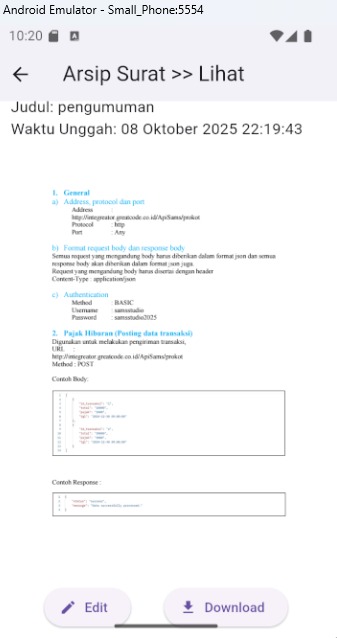 Android Emulator - Small_Phone:5554
10:20
Arsip Surat >> Lihat
Judul: pengumuman
Waktu Unggah: 08 Oktober 2025 22:19:43
1. General
a) Address, protocol dan port
Address :
http://integreator.greatcode.co.id/ApiSams/prokot
Protocol : http
Port : Any
b) Format request body dan response body
Semua request yang mengandung body harus diberikan dalam format json dan semua
response body akan diberikan dalam format json juga.
Request yang mengandung body harus disertai dengan header
Content-Type : application/json
c) Authentication
Method : BASIC
Username : samsstudio
Password : samsstudio2025
2. Pajak Hiburan (Posting data transaksi)
Digunakan untuk melakukan pengiriman transaksi,
URL :
http://integreator.greatcode.co.id/ApiSams/prokot
Method : POST
Contoh Body:
Contoh Response :
Edit
Download